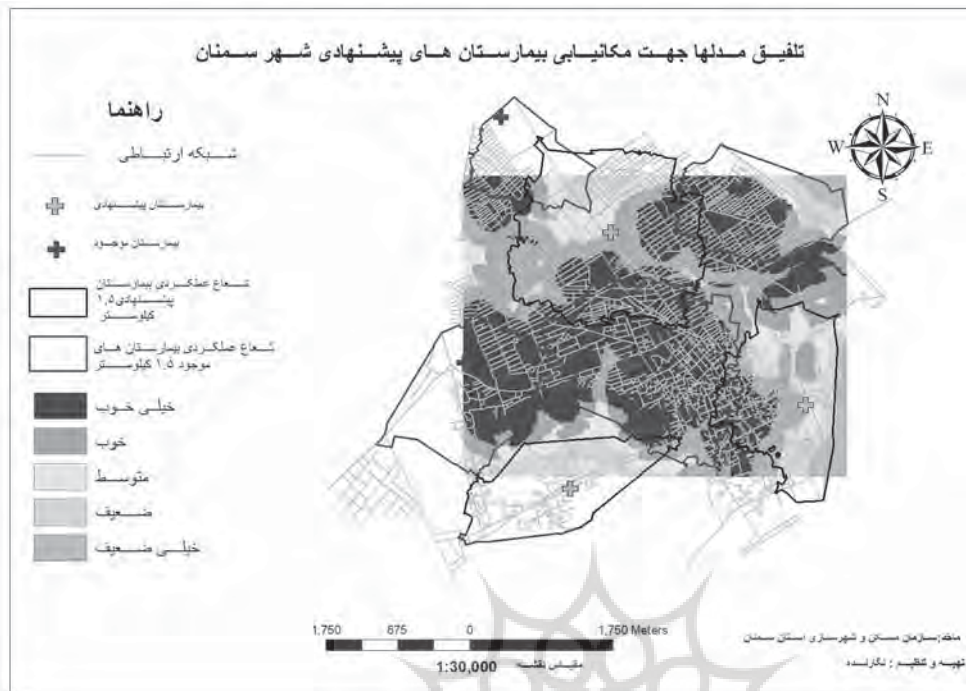 تلفیق مدلها جهت مکانیابی بیمارستان های پیشنهادی شهر سمنان
راهنما
شبکه ارتباطی
بیمارستان پیشنهادی
بیمارستان موجود
شعاع عملکردی بیمارستان
پیشنهادی ۱.۵
کیلومتر
شعاع عملکردی بیمارستان های
موجود ۱.۵ کیلومتر
خیلی خوب
خوب
متوسط
ضعیف
خیلی ضعیف
N
W E
S
1,750 875 0 1,750 Meters
مقیاس نقشه 1:30,000
ماخذ:سازمان مسکن و شهرسازی استان سمنان
تهیه و تنظیم : نگارنده